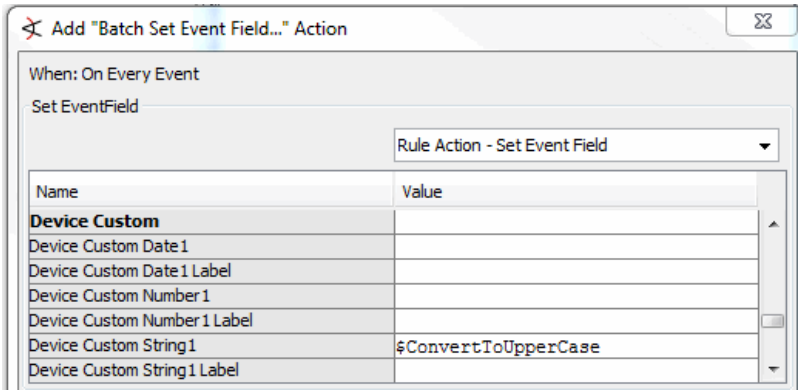 Add "Batch Set Event Field..." Action
When: On Every Event
Set EventField
Rule Action - Set Event Field
Name Value
Device Custom
Device Custom Date1
Device Custom Date1 Label
Device Custom Number1
Device Custom Number1 Label
Device Custom String1 $ConvertToUpperCase
Device Custom String1 Label